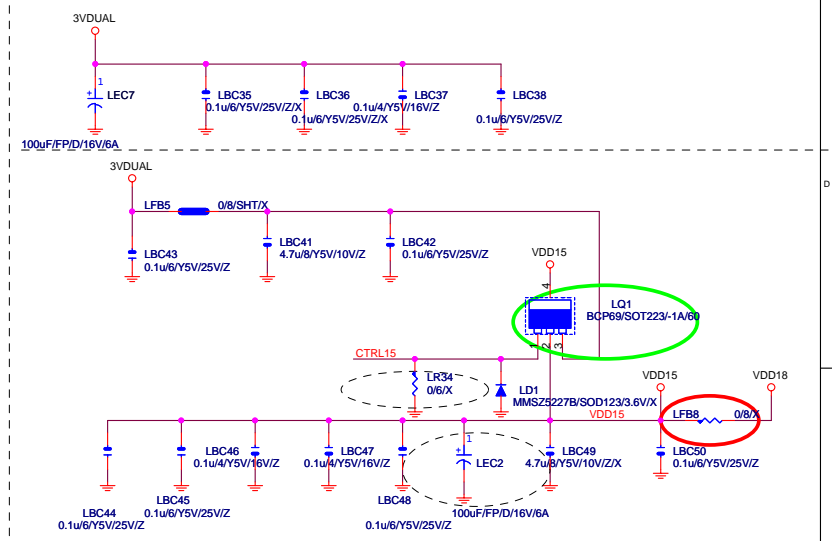 3VDUAL
1
+
LEC7
100uF/FP/D/16V/6A
LBC35
0.1u/6/Y5V/25V/Z/X
LBC36
0.1u/6/Y5V/25V/Z/X
LBC37
0.1u/4/Y5V/16V/Z
LBC38
0.1u/6/Y5V/25V/Z
3VDUAL
D
LFB5
0/8/SHT/X
LBC43
0.1u/6/Y5V/25V/Z
LBC41
4.7u/8/Y5V/10V/Z
LBC42
0.1u/6/Y5V/25V/Z
VDD15
4
LQ1
BCP69/SOT223/-1A/60
1
2
3
CTRL15
LR34
0/6/X
LD1
MMSZ5227B/SOD123/3.6V/X
VDD15
VDD15
VDD18
LFB8
0/8/X
LBC44
0.1u/6/Y5V/25V/Z
LBC45
0.1u/6/Y5V/25V/Z
LBC46
0.1u/4/Y5V/16V/Z
LBC47
0.1u/4/Y5V/16V/Z
LBC48
0.1u/6/Y5V/25V/Z
1
+
LEC2
100uF/FP/D/16V/6A
LBC49
4.7u/8/Y5V/10V/Z/X
LBC50
0.1u/6/Y5V/25V/Z